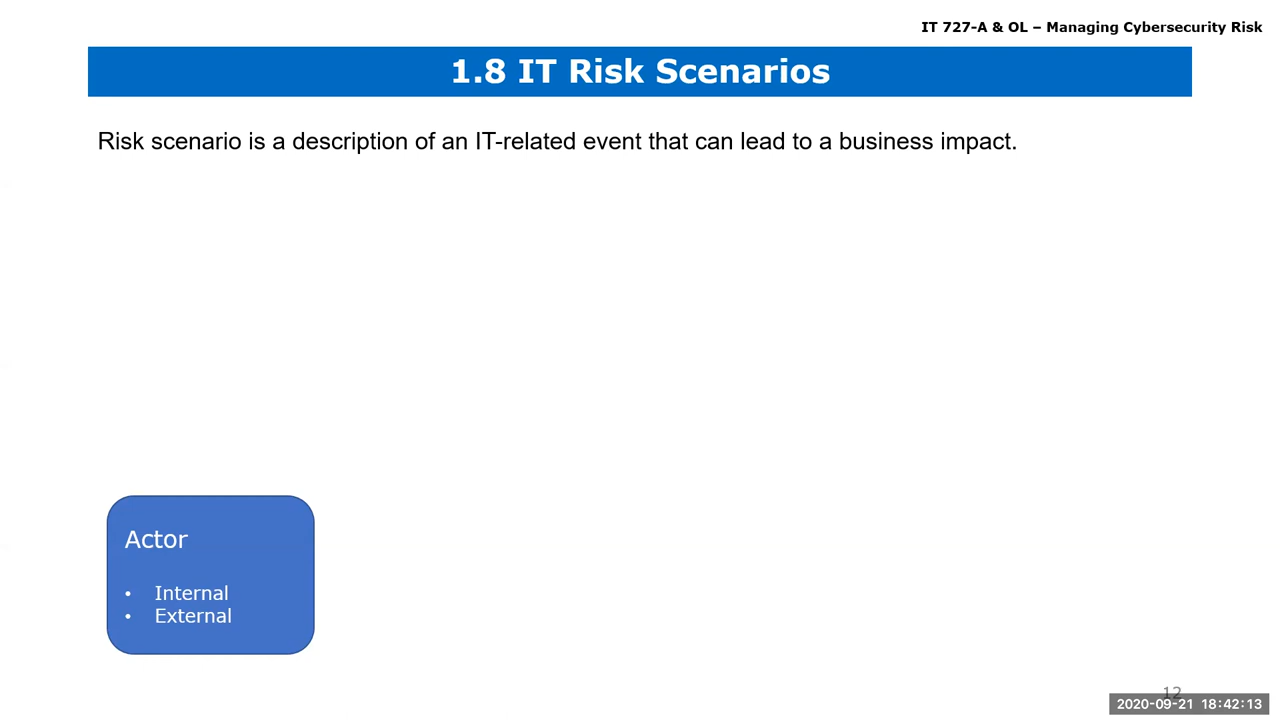 IT 727-A & OL – Managing Cybersecurity Risk
1.8 IT Risk Scenarios
Risk scenario is a description of an IT-related event that can lead to a business impact.
Actor
• Internal
• External
12
2020-09-21 18:42:13